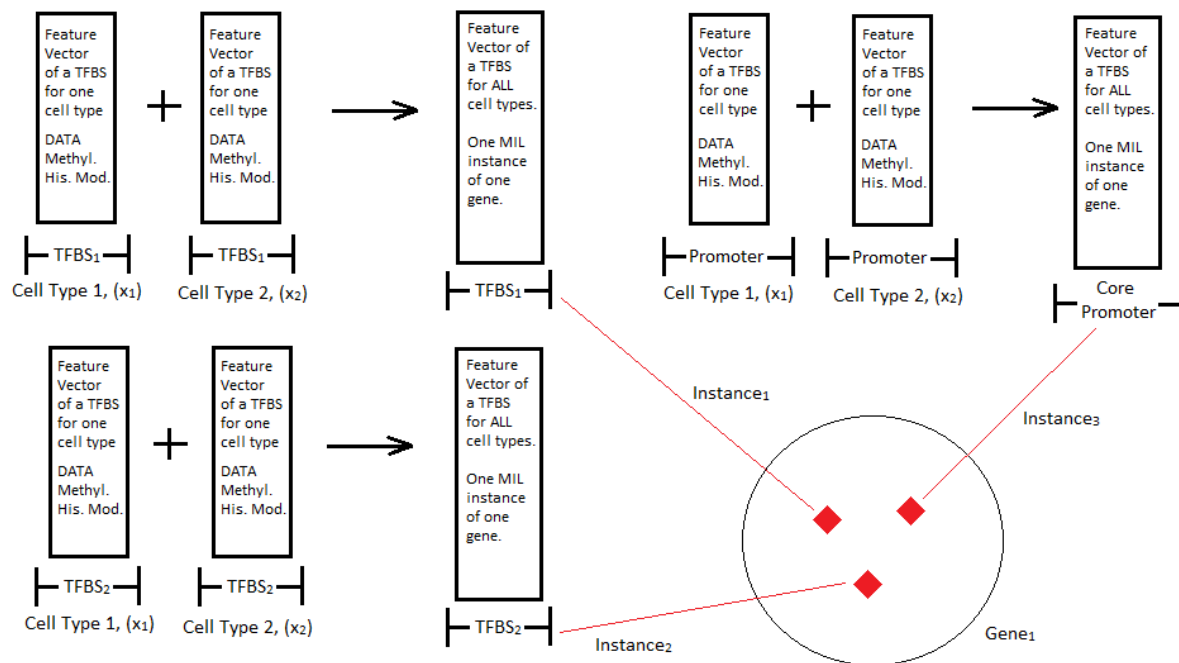 Feature
Vector
of a TFBS
for one
cell type
DATA
Methyl.
His. Mod.
TFBS₁
Cell Type 1, (x₁)
+
Feature
Vector
of a TFBS
for one
cell type
DATA
Methyl.
His. Mod.
TFBS₁
Cell Type 2, (x₂)
Feature
Vector of
a TFBS
for ALL
cell types.
One MIL
instance
of one
gene.
TFBS₁
Feature
Vector
of a TFBS
for one
cell type
DATA
Methyl.
His. Mod.
Promoter
Cell Type 1, (x₁)
+
Feature
Vector
of a TFBS
for one
cell type
DATA
Methyl.
His. Mod.
Promoter
Cell Type 2, (x₂)
Feature
Vector of
a TFBS
for ALL
cell types.
One MIL
instance
of one
gene.
Core
Promoter
Feature
Vector
of a TFBS
for one
cell type
DATA
Methyl.
His. Mod.
TFBS₂
Cell Type 1, (x₁)
+
Feature
Vector
of a TFBS
for one
cell type
DATA
Methyl.
His. Mod.
TFBS₂
Cell Type 2, (x₂)
Feature
Vector of
a TFBS
for ALL
cell types.
One MIL
instance
of one
gene.
TFBS₂
Instance₁
Instance₃
Instance₂
Gene₁